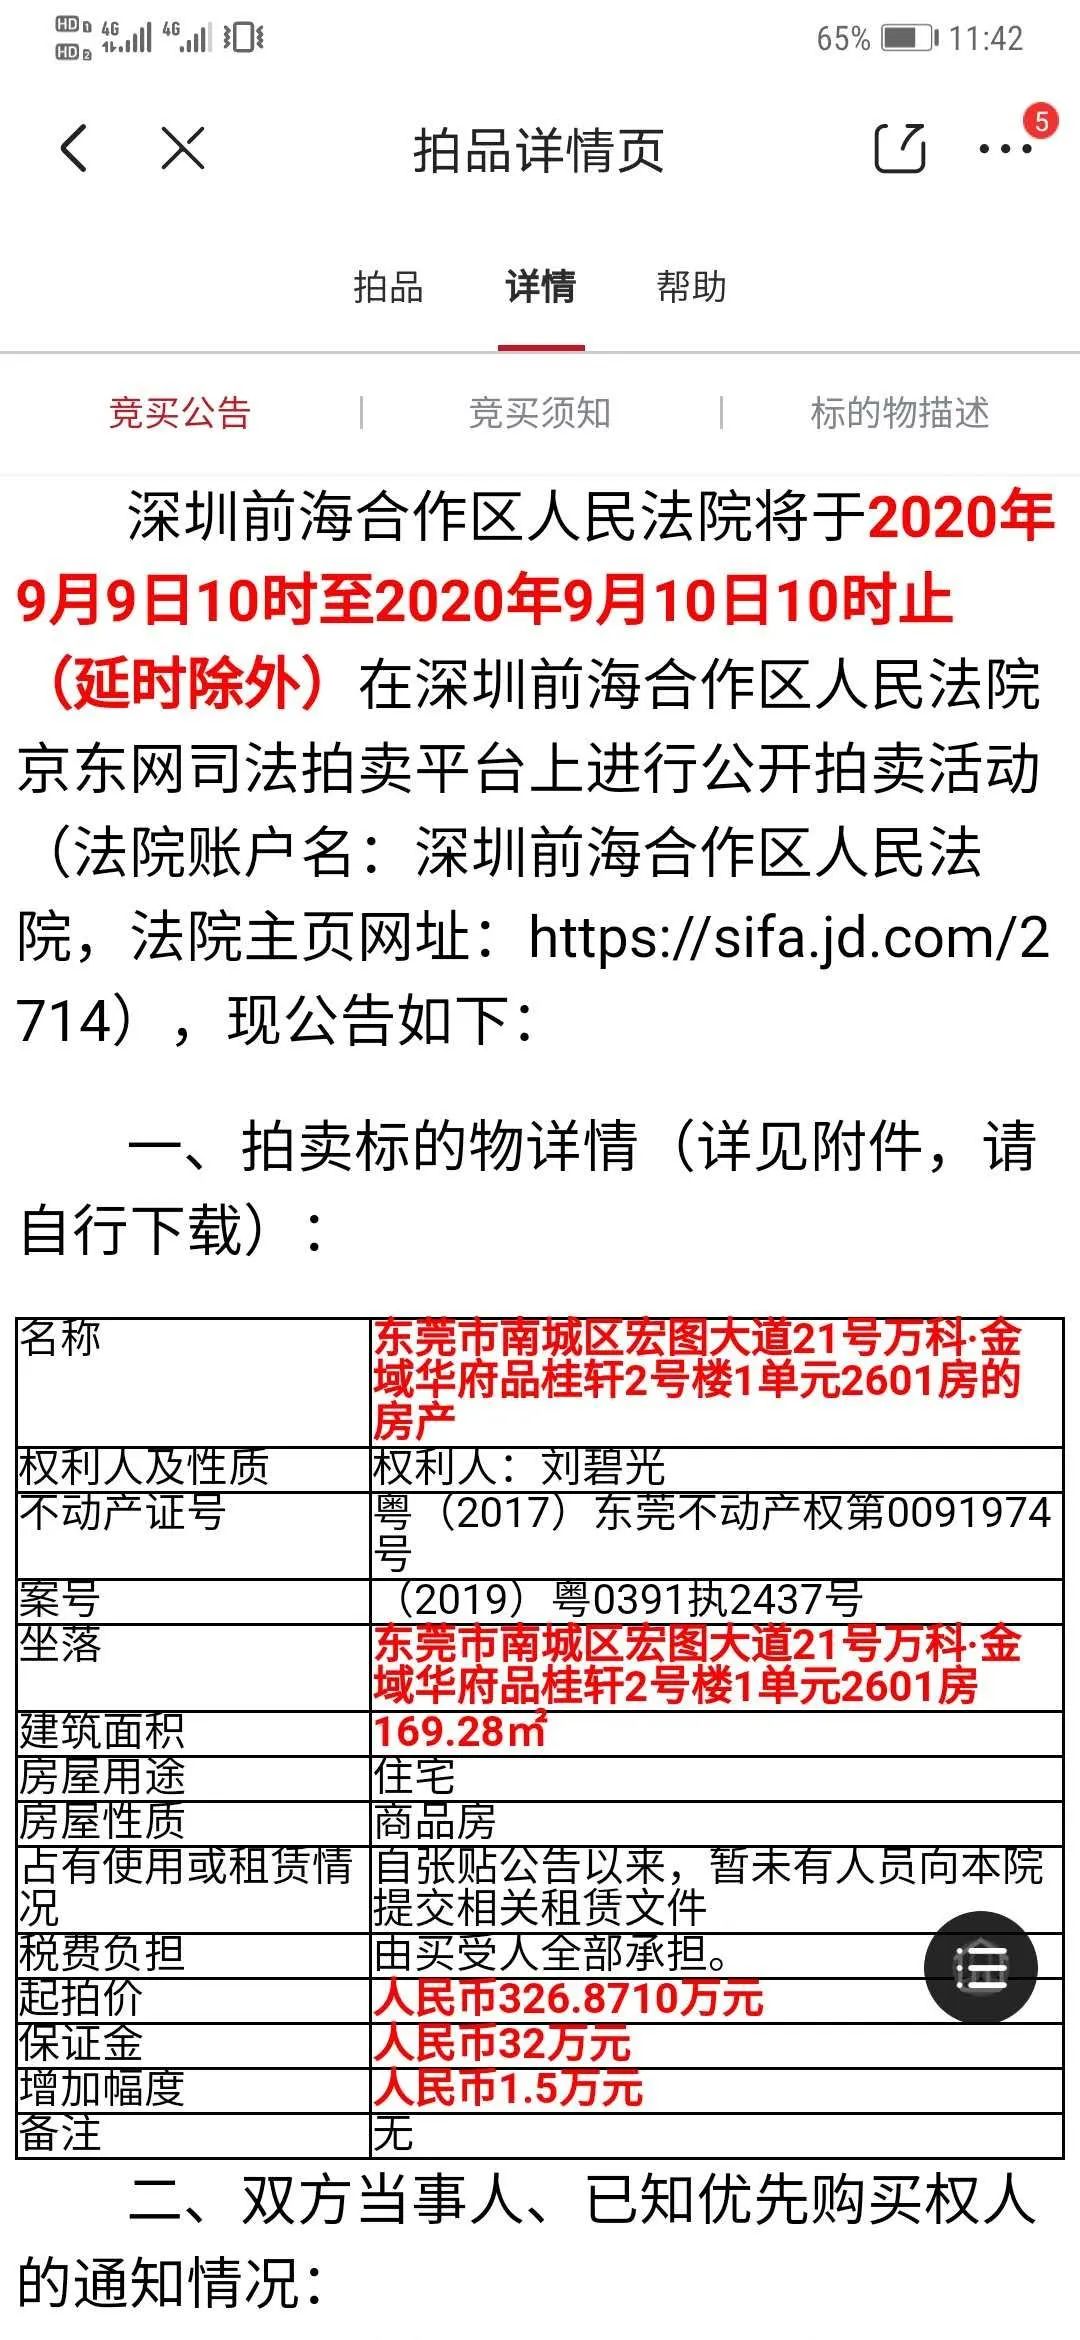 HD 1 4G 4G 65% 11:42
HD 2
拍品详情页 5
拍品 详情 帮助
竞买公告 | 竞买须知 | 标的物描述
深圳前海合作区人民法院将于2020年
9月9日10时至2020年9月10日10时止
（延时除外）在深圳前海合作区人民法院
京东网司法拍卖平台上进行公开拍卖活动
（法院账户名：深圳前海合作区人民法
院，法院主页网址：https://sifa.jd.com/2
714），现公告如下：
一、拍卖标的物详情（详见附件，请
自行下载）：
名称 东莞市南城区宏图大道21号万科·金
域华府品桂轩2号楼1单元2601房的
房产
权利人及性质 权利人：刘碧光
不动产证号 粤（2017）东莞不动产权第0091974
号
案号 （2019）粤0391执2437号
坐落 东莞市南城区宏图大道21号万科·金
域华府品桂轩2号楼1单元2601房
建筑面积 169.28㎡
房屋用途 住宅
房屋性质 商品房
占有使用或租赁情 自张贴公告以来，暂未有人员向本院
况 提交相关租赁文件
税费负担 由买受人全部承担。
起拍价 人民币326.8710万元
保证金 人民币32万元
增加幅度 人民币1.5万元
备注 无
二、双方当事人、已知优先购买权人
的通知情况：